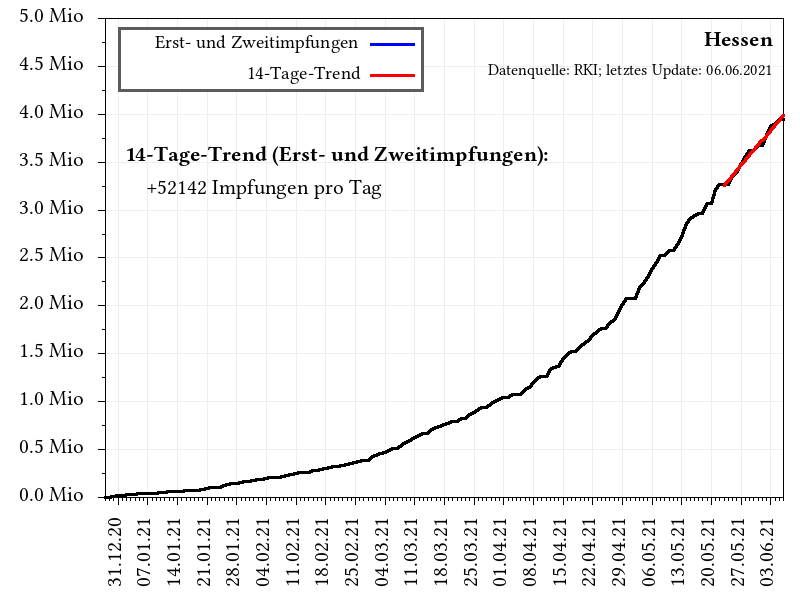 5.0 Mio
4.5 Mio
4.0 Mio
3.5 Mio
3.0 Mio
2.5 Mio
2.0 Mio
1.5 Mio
1.0 Mio
0.5 Mio
0.0 Mio
Erst- und Zweitimpfungen
14-Tage-Trend
Hessen
Datenquelle: RKI; letztes Update: 06.06.2021
14-Tage-Trend (Erst- und Zweitimpfungen):
+52142 Impfungen pro Tag
31.12.20
07.01.21
14.01.21
21.01.21
28.01.21
04.02.21
11.02.21
18.02.21
25.02.21
04.03.21
11.03.21
18.03.21
25.03.21
01.04.21
08.04.21
15.04.21
22.04.21
29.04.21
06.05.21
13.05.21
20.05.21
27.05.21
03.06.21